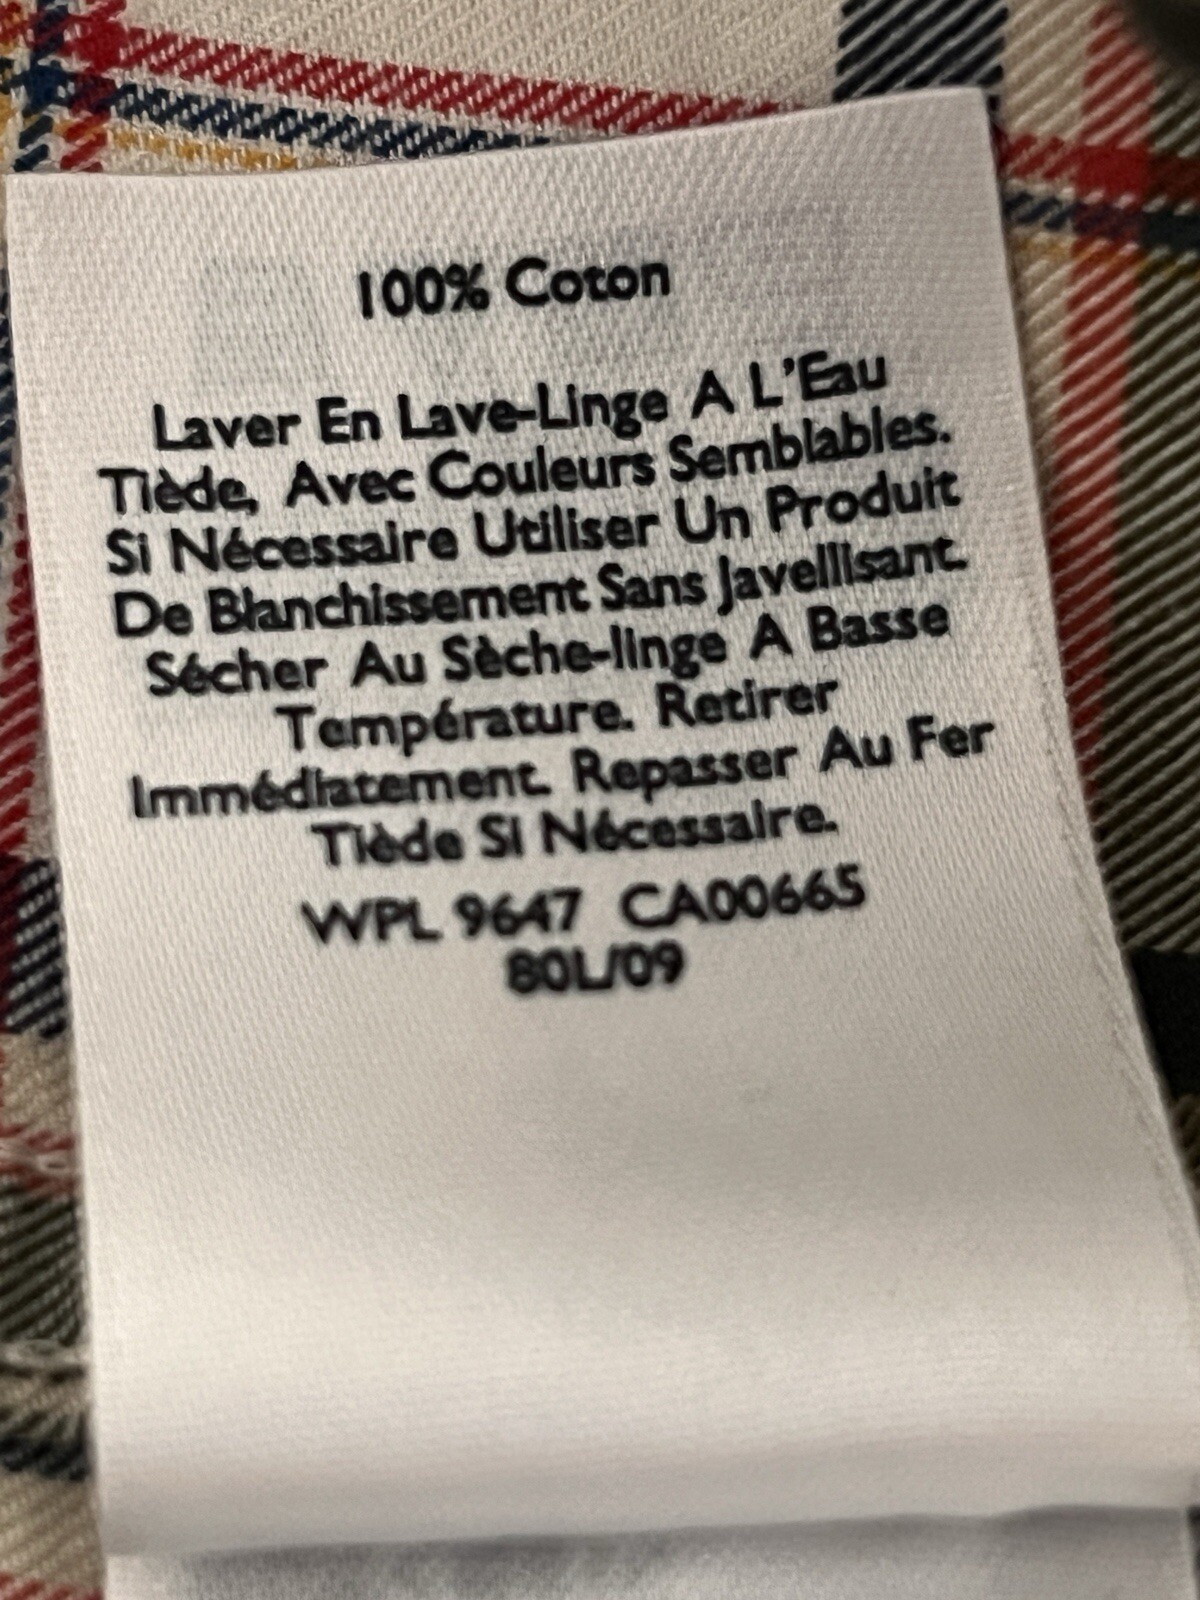 100% Coton
Laver En Lave-Linge A L'Eau
Tiède, Avec Couleurs Semblables.
Si Nécessaire Utiliser Un Produit
De Blanchissement Sans Javellisant.
Sécher Au Sèche-linge A Basse
Température. Retirer
Immédiatement. Repasser Au Fer
Tiède Si Nécessaire.
WPL 9647 CA00665
80L/09